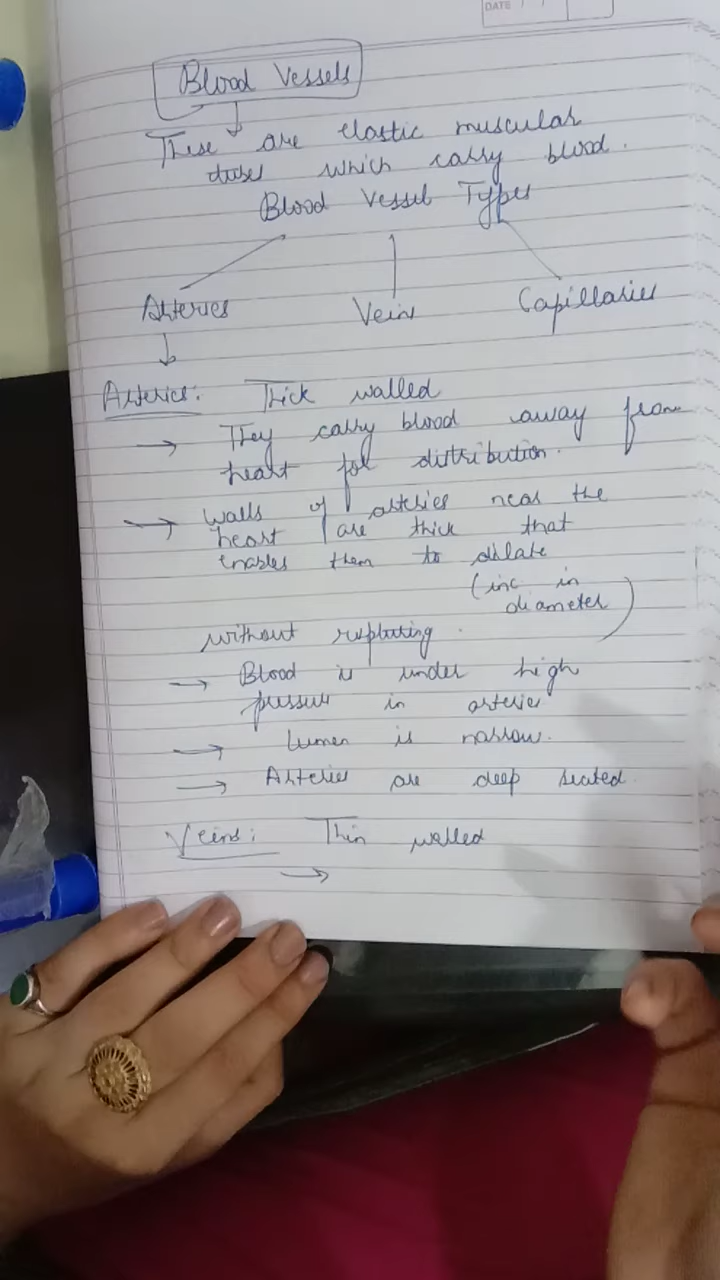 DATE / /
Blood Vessels
These are elastic muscular
tubes which carry blood.
Blood Vessel Types
Arteries Veins Capillaries
Arteries: Thick walled
→ They carry blood away from
heart for distribution.
→ Walls of arteries near the
heart are thick that
enables them to dilate
(inc in
diameter)
without rupturing.
→ Blood is under high
pressure in arteries
→ Lumen is narrow.
→ Arteries are deep seated.
Veins: Thin walled
→